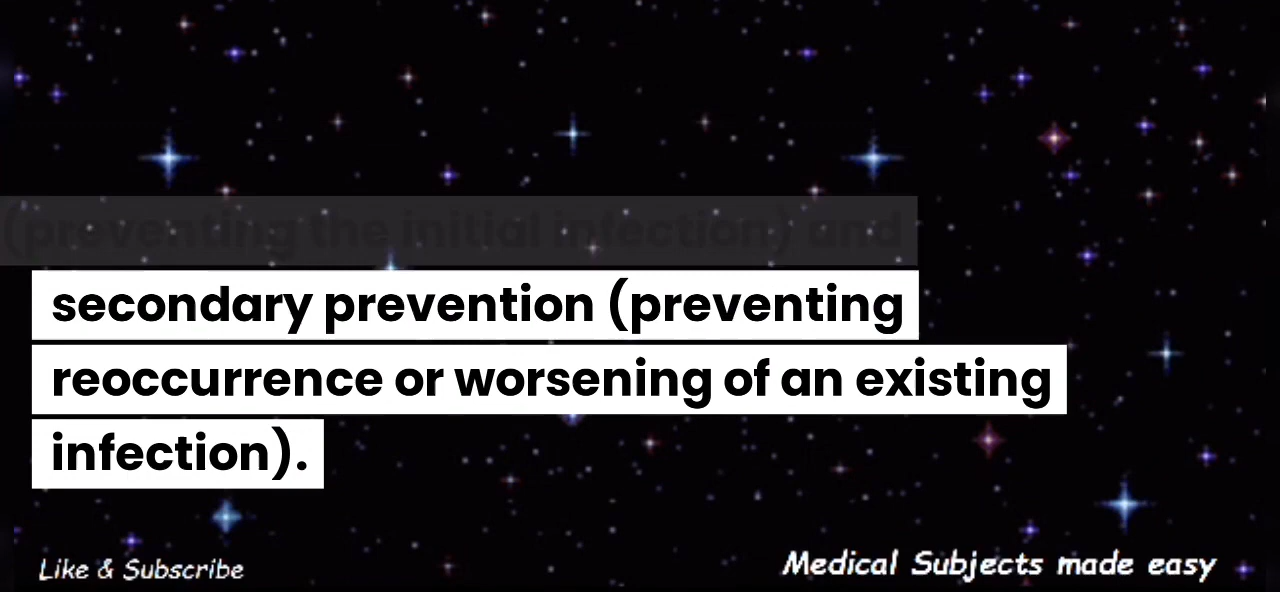 (preventing the initial infection) and
secondary prevention (preventing
reoccurrence or worsening of an existing
infection).
Like & Subscribe
Medical Subjects made easy